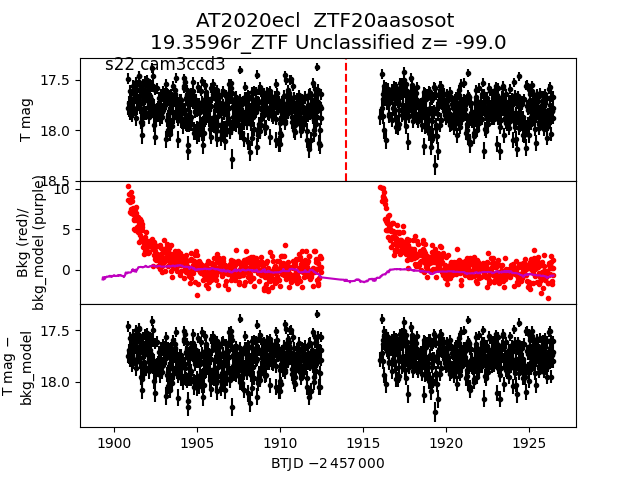 AT2020ecl  ZTF20aasosot
19.3596r_ZTF Unclassified z= -99.0
s22 cam3ccd3
17.5
18.0
18.5
T mag
10
5
0
Bkg (red)/
bkg_model (purple)
17.5
18.0
T mag −
bkg_model
1900 1905 1910 1915 1920 1925
BTJD −2 457 000